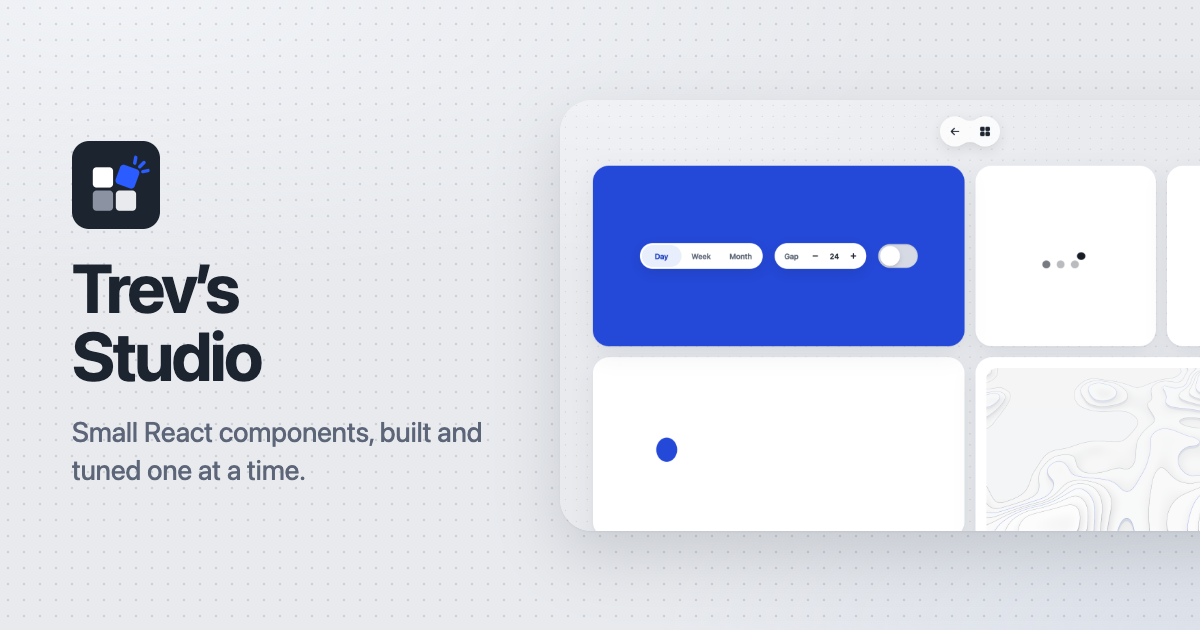 Trev’s
Studio
Small React components, built and
tuned one at a time.
Day Week Month Gap − 24 +